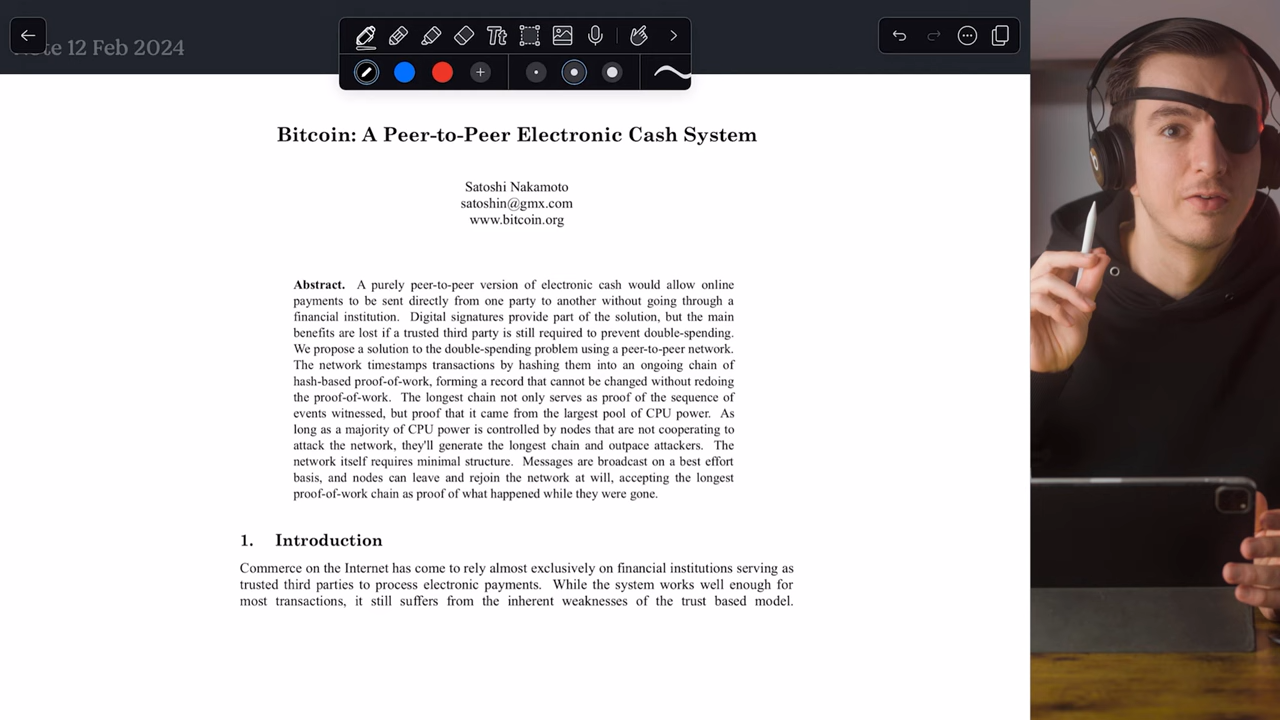 Note 12 Feb 2024
Tt
Bitcoin: A Peer-to-Peer Electronic Cash System
Satoshi Nakamoto
satoshin@gmx.com
www.bitcoin.org
Abstract. A purely peer-to-peer version of electronic cash would allow online
payments to be sent directly from one party to another without going through a
financial institution. Digital signatures provide part of the solution, but the main
benefits are lost if a trusted third party is still required to prevent double-spending.
We propose a solution to the double-spending problem using a peer-to-peer network.
The network timestamps transactions by hashing them into an ongoing chain of
hash-based proof-of-work, forming a record that cannot be changed without redoing
the proof-of-work. The longest chain not only serves as proof of the sequence of
events witnessed, but proof that it came from the largest pool of CPU power. As
long as a majority of CPU power is controlled by nodes that are not cooperating to
attack the network, they'll generate the longest chain and outpace attackers. The
network itself requires minimal structure. Messages are broadcast on a best effort
basis, and nodes can leave and rejoin the network at will, accepting the longest
proof-of-work chain as proof of what happened while they were gone.
1. Introduction
Commerce on the Internet has come to rely almost exclusively on financial institutions serving as
trusted third parties to process electronic payments. While the system works well enough for
most transactions, it still suffers from the inherent weaknesses of the trust based model.